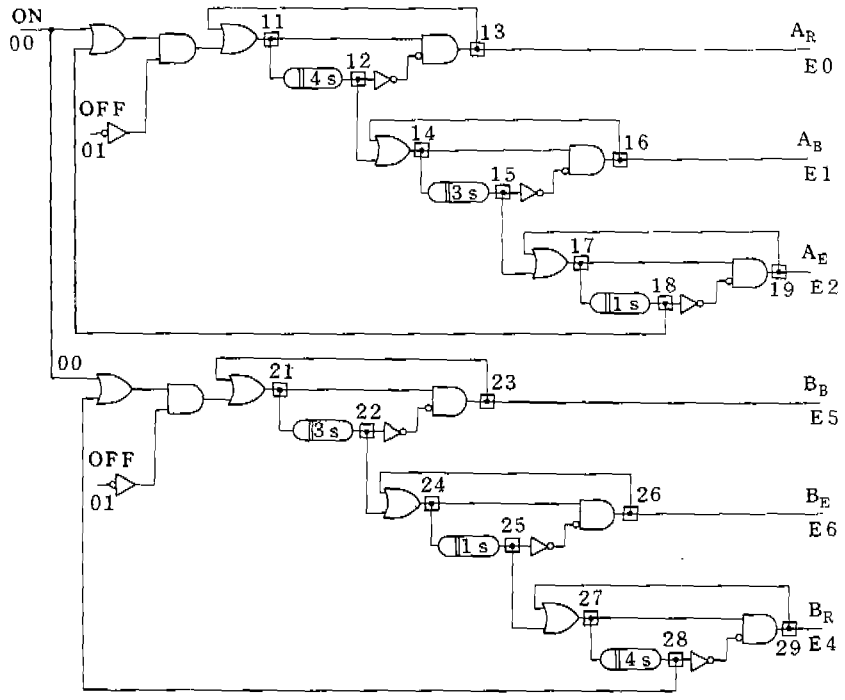 ON
00
11
13
A_R
E0
12
4 s
OFF
01
14
16
A_B
E1
15
3 s
17
A_E
18
19
E2
1 s
00
21
23
B_B
E5
22
3 s
OFF
01
24
26
B_E
E6
25
1 s
27
B_R
28
29
E4
4 s